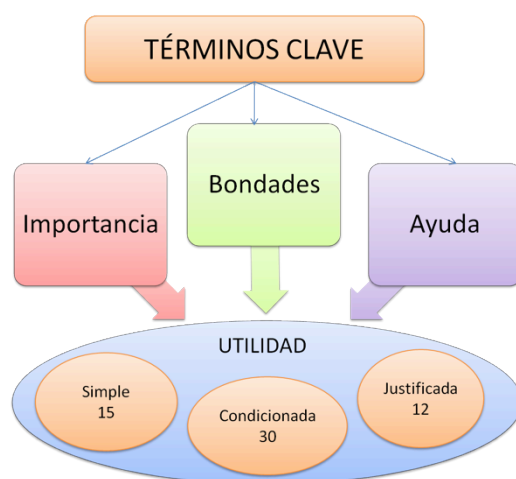 TÉRMINOS CLAVE
Importancia
Bondades
Ayuda
UTILIDAD
Simple
15
Condicionada
30
Justificada
12